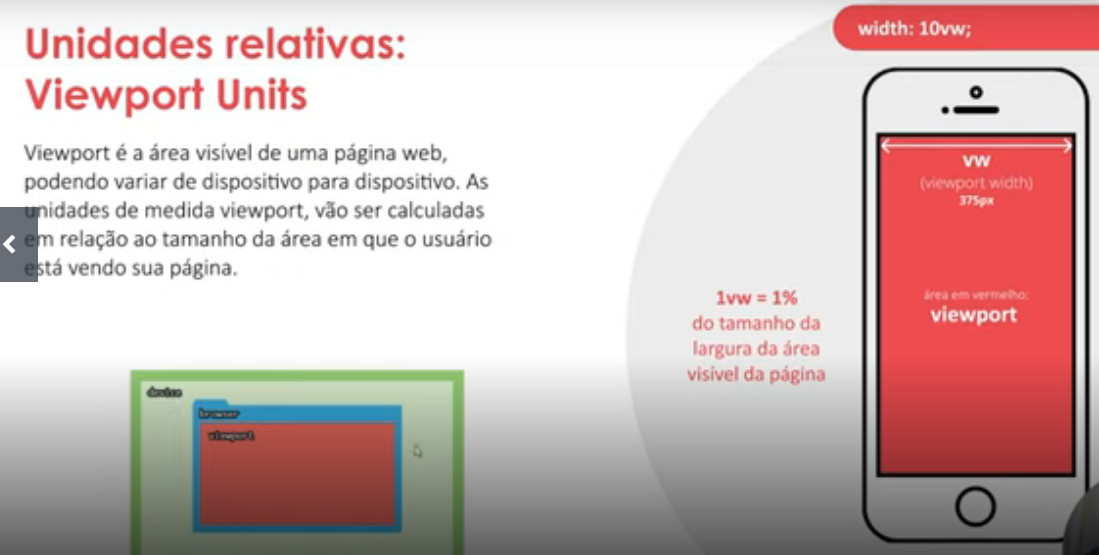 Unidades relativas:
Viewport Units
Viewport é a área visível de uma página web,
podendo variar de dispositivo para dispositivo. As
unidades de medida viewport, vão ser calculadas
em relação ao tamanho da área em que o usuário
está vendo sua página.
device
browser
viewport
1vw = 1%
do tamanho da
largura da área
visível da página
width: 10vw;
vw
(viewport width)
375px
área em vermelho:
viewport